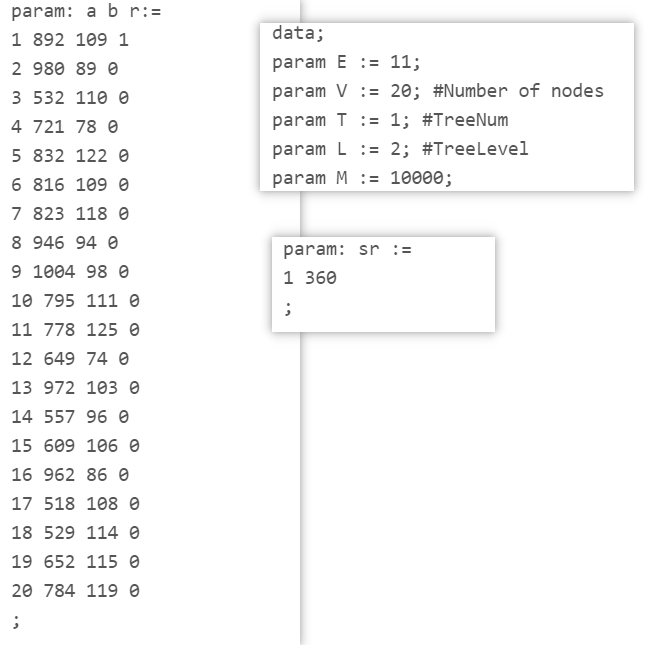 param: a b r:=
1 892 109 1
2 980 89 0
3 532 110 0
4 721 78 0
5 832 122 0
6 816 109 0
7 823 118 0
8 946 94 0
9 1004 98 0
10 795 111 0
11 778 125 0
12 649 74 0
13 972 103 0
14 557 96 0
15 609 106 0
16 962 86 0
17 518 108 0
18 529 114 0
19 652 115 0
20 784 119 0
;
data;
param E := 11;
param V := 20; #Number of nodes
param T := 1; #TreeNum
param L := 2; #TreeLevel
param M := 10000;
param: sr :=
1 360
;